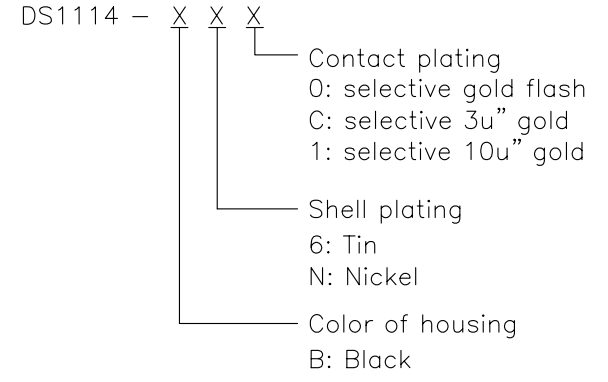 DS1114 - X X X
Contact plating
0: selective gold flash
C: selective 3u" gold
1: selective 10u" gold
Shell plating
6: Tin
N: Nickel
Color of housing
B: Black